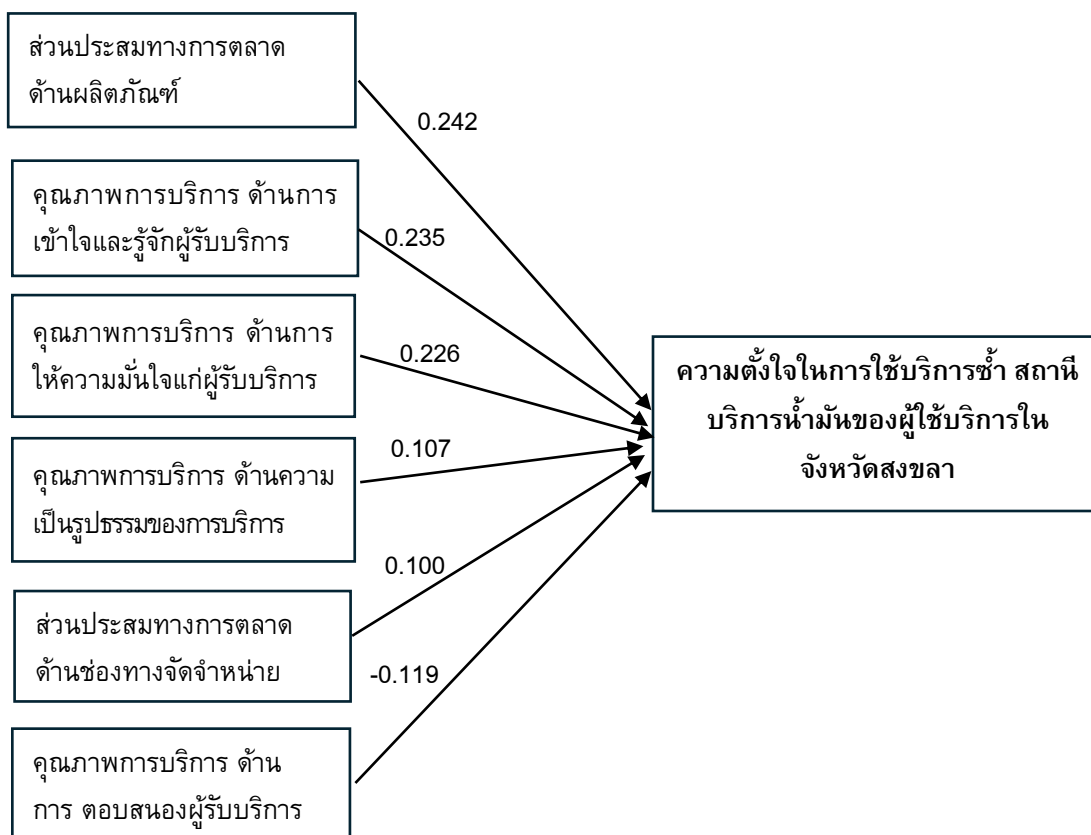 ส่วนประสมทางการตลาด
ด้านผลิตภัณฑ์
0.242
คุณภาพการบริการ ด้านการ
เข้าใจและรู้จักผู้รับบริการ
0.235
คุณภาพการบริการ ด้านการ
ให้ความมั่นใจแก่ผู้รับบริการ
0.226
ความตั้งใจในการใช้บริการซ้ำ สถานี
บริการน้ำมันของผู้ใช้บริการใน
จังหวัดสงขลา
คุณภาพการบริการ ด้านความ
เป็นรูปธรรมของการบริการ
0.107
ส่วนประสมทางการตลาด
ด้านช่องทางจัดจำหน่าย
0.100
คุณภาพการบริการ ด้าน
การ ตอบสนองผู้รับบริการ
-0.119